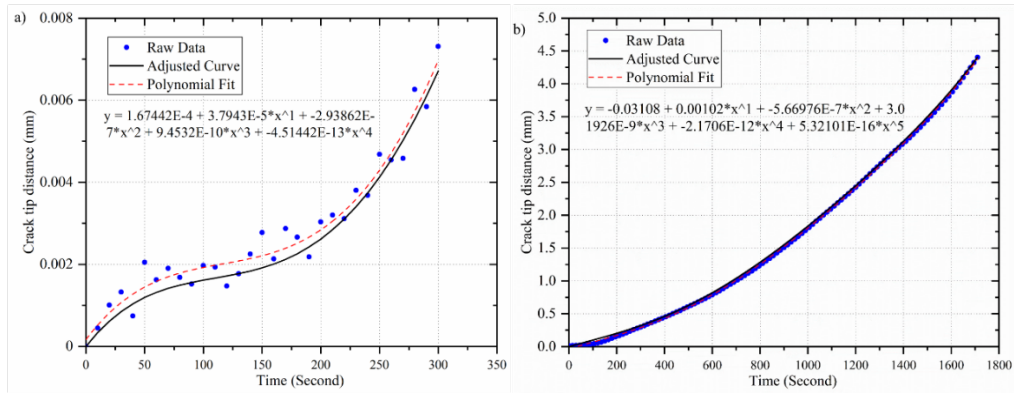 a)
0.008
0.006
0.004
0.002
0
Crack tip distance (mm)
Raw Data
Adjusted Curve
Polynomial Fit
y = 1.67442E-4 + 3.7943E-5*x^1 + -2.93862E-
7*x^2 + 9.4532E-10*x^3 + -4.51442E-13*x^4
0 50 100 150 200 250 300 350
Time (Second)
b)
5.0
4.5
4.0
3.5
3.0
2.5
2.0
1.5
1.0
0.5
0.0
Crack tip distance (mm)
Raw Data
Adjusted Curve
Polynomial Fit
y = -0.03108 + 0.00102*x^1 + -5.66976E-7*x^2 + 3.0
1926E-9*x^3 + -2.1706E-12*x^4 + 5.32101E-16*x^5
0 200 400 600 800 1000 1200 1400 1600 1800
Time (Second)